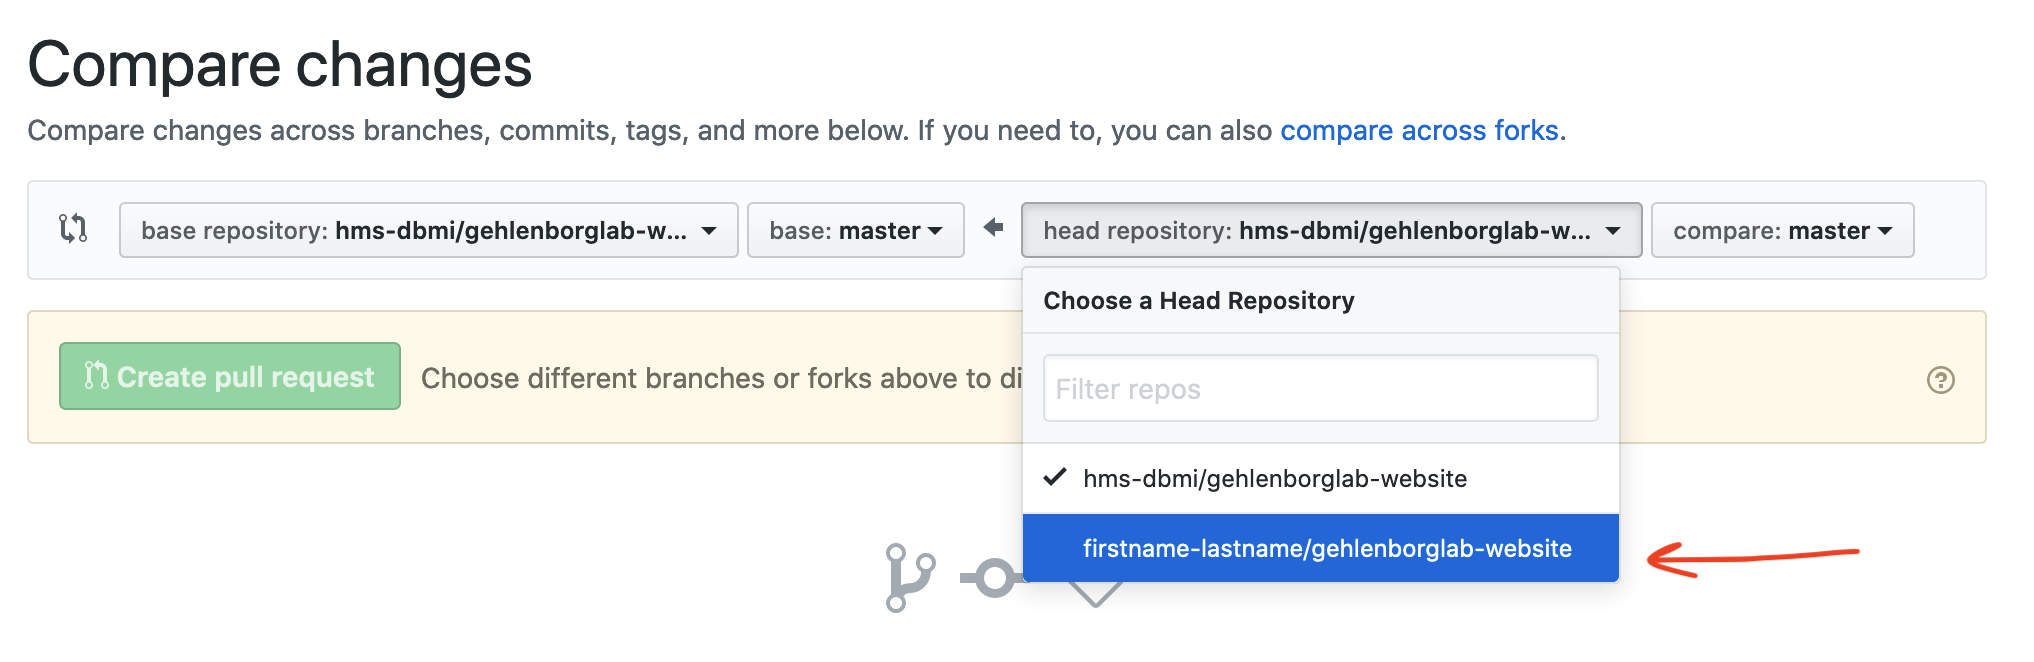 Compare changes
Compare changes across branches, commits, tags, and more below. If you need to, you can also compare across forks.
base repository: hms-dbmi/gehlenborglab-w... base: master head repository: hms-dbmi/gehlenborglab-w... compare: master
Choose a Head Repository
Create pull request Choose different branches or forks above to di
Filter repos
hms-dbmi/gehlenborglab-website
firstname-lastname/gehlenborglab-website